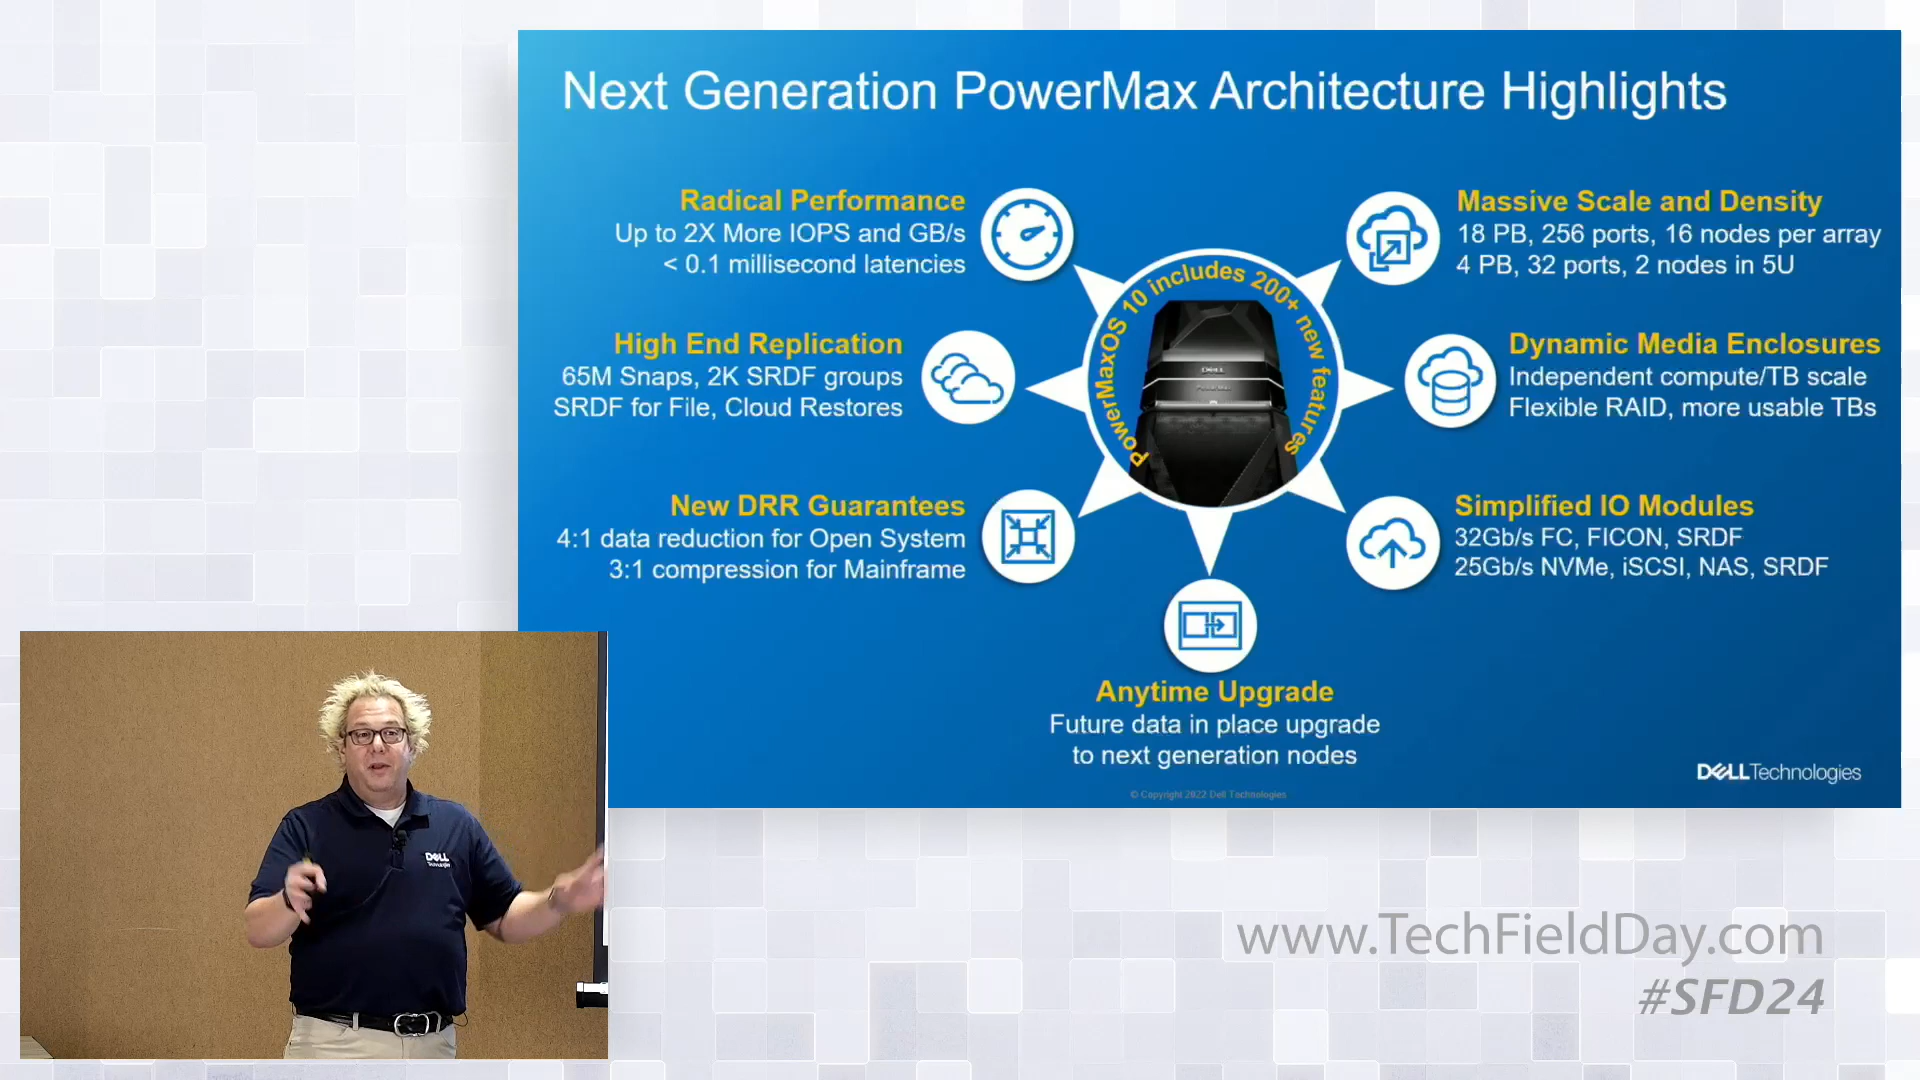 Next Generation PowerMax Architecture Highlights
Radical Performance
Up to 2X More IOPS and GB/s
< 0.1 millisecond latencies
High End Replication
65M Snaps, 2K SRDF groups
SRDF for File, Cloud Restores
New DRR Guarantees
4:1 data reduction for Open System
3:1 compression for Mainframe
PowerMaxOS 10 includes 200+ new features
DELL
Massive Scale and Density
18 PB, 256 ports, 16 nodes per array
4 PB, 32 ports, 2 nodes in 5U
Dynamic Media Enclosures
Independent compute/TB scale
Flexible RAID, more usable TBs
Simplified IO Modules
32Gb/s FC, FICON, SRDF
25Gb/s NVMe, iSCSI, NAS, SRDF
Anytime Upgrade
Future data in place upgrade
to next generation nodes
DELL Technologies
© Copyright 2022 Dell Technologies
DELL
Technologies
www.TechFieldDay.com
#SFD24